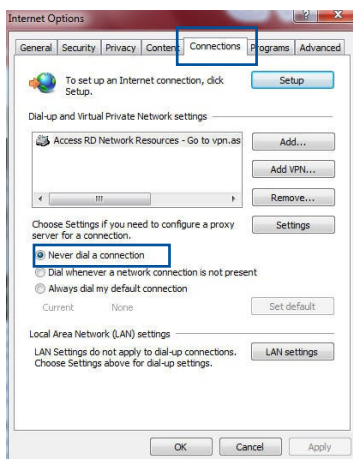 Internet Options
General Security Privacy Content Connections Programs Advanced
To set up an Internet connection, click
Setup.
Setup
Dial-up and Virtual Private Network settings
Access RD Network Resources - Go to vpn.as
Add...
Add VPN...
Remove...
Choose Settings if you need to configure a proxy
server for a connection.
Settings
Never dial a connection
Dial whenever a network connection is not present
Always dial my default connection
Current None
Set default
Local Area Network (LAN) settings
LAN Settings do not apply to dial-up connections.
Choose Settings above for dial-up settings.
LAN settings
OK Cancel Apply